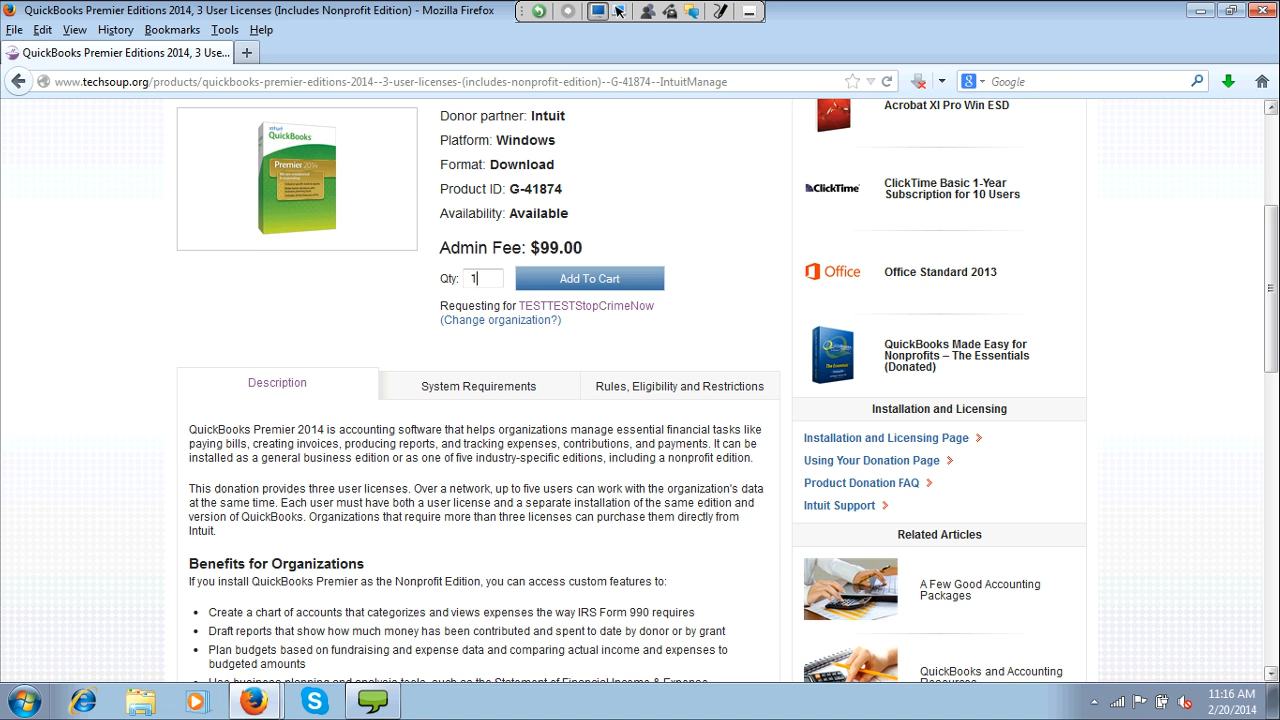 QuickBooks Premier Editions 2014, 3 User Licenses (Includes Nonprofit Edition) - Mozilla Firefox
File Edit View History Bookmarks Tools Help
QuickBooks Premier Editions 2014, 3 Use...
www.techsoup.org/products/quickbooks-premier-editions-2014--3-user-licenses-(includes-nonprofit-edition)--G-41874--IntuitManage
Google
intuit
QuickBooks
Premier 2014
Donor partner: Intuit
Platform: Windows
Format: Download
Product ID: G-41874
Availability: Available
Admin Fee: $99.00
Qty: 1
Add To Cart
Requesting for TESTTESTStopCrimeNow
(Change organization?)
Description
System Requirements
Rules, Eligibility and Restrictions
QuickBooks Premier 2014 is accounting software that helps organizations manage essential financial tasks like
paying bills, creating invoices, producing reports, and tracking expenses, contributions, and payments. It can be
installed as a general business edition or as one of five industry-specific editions, including a nonprofit edition.
This donation provides three user licenses. Over a network, up to five users can work with the organization's data
at the same time. Each user must have both a user license and a separate installation of the same edition and
version of QuickBooks. Organizations that require more than three licenses can purchase them directly from
Intuit.
Benefits for Organizations
If you install QuickBooks Premier as the Nonprofit Edition, you can access custom features to:
Create a chart of accounts that categorizes and views expenses the way IRS Form 990 requires
Draft reports that show how much money has been contributed and spent to date by donor or by grant
Plan budgets based on fundraising and expense data and comparing actual income and expenses to
budgeted amounts
Use business planning and analysis tools, such as the Statement of Financial Income & Expense
Acrobat XI Pro Win ESD
ClickTime
ClickTime Basic 1-Year
Subscription for 10 Users
Office
Office Standard 2013
QuickBooks Made Easy for
Nonprofits – The Essentials
(Donated)
Installation and Licensing
Installation and Licensing Page
Using Your Donation Page
Product Donation FAQ
Intuit Support
Related Articles
A Few Good Accounting
Packages
QuickBooks and Accounting
Resources
11:16 AM
2/20/2014